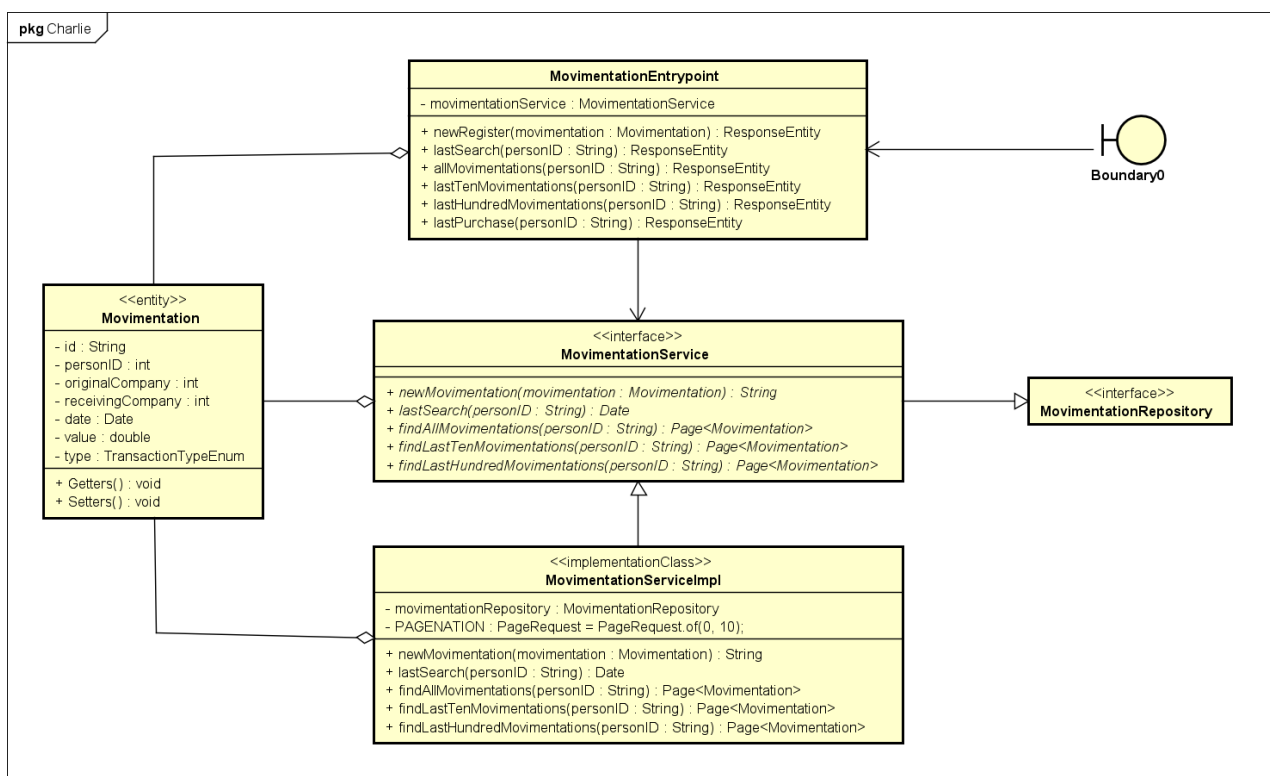 pkg Charlie
MovimentationEntrypoint
- movimentationService : MovimentationService
+ newRegister(movimentation : Movimentation) : ResponseEntity
+ lastSearch(personID : String) : ResponseEntity
+ allMovimentations(personID : String) : ResponseEntity
+ lastTenMovimentations(personID : String) : ResponseEntity
+ lastHundredMovimentations(personID : String) : ResponseEntity
+ lastPurchase(personID : String) : ResponseEntity
Boundary0
<<entity>>
Movimentation
- id : String
- personID : int
- originalCompany : int
- receivingCompany : int
- date : Date
- value : double
- type : TransactionTypeEnum
+ Getters() : void
+ Setters() : void
<<interface>>
MovimentationService
+ newMovimentation(movimentation : Movimentation) : String
+ lastSearch(personID : String) : Date
+ findAllMovimentations(personID : String) : Page<Movimentation>
+ findLastTenMovimentations(personID : String) : Page<Movimentation>
+ findLastHundredMovimentations(personID : String) : Page<Movimentation>
<<interface>>
MovimentationRepository
<<implementationClass>>
MovimentationServiceImpl
- movimentationRepository : MovimentationRepository
- PAGENATION : PageRequest = PageRequest.of(0, 10);
+ newMovimentation(movimentation : Movimentation) : String
+ lastSearch(personID : String) : Date
+ findAllMovimentations(personID : String) : Page<Movimentation>
+ findLastTenMovimentations(personID : String) : Page<Movimentation>
+ findLastHundredMovimentations(personID : String) : Page<Movimentation>